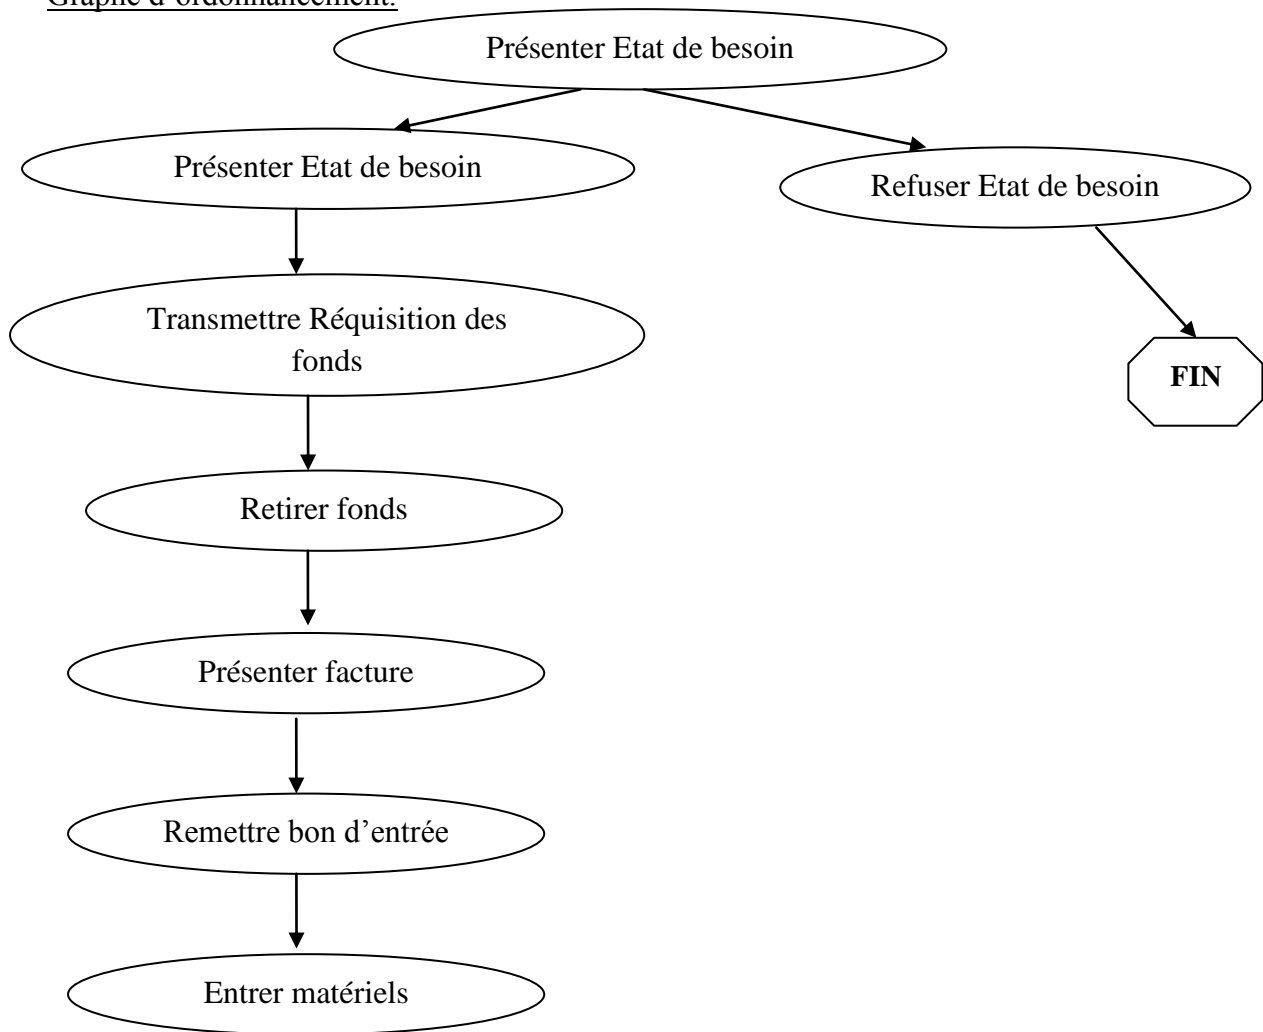 Graphe d'ordonnancement:
Présenter Etat de besoin
Présenter Etat de besoin
Refuser Etat de besoin
Transmettre Réquisition des
fonds
FIN
Retirer fonds
Présenter facture
Remettre bon d’entrée
Entrer matériels